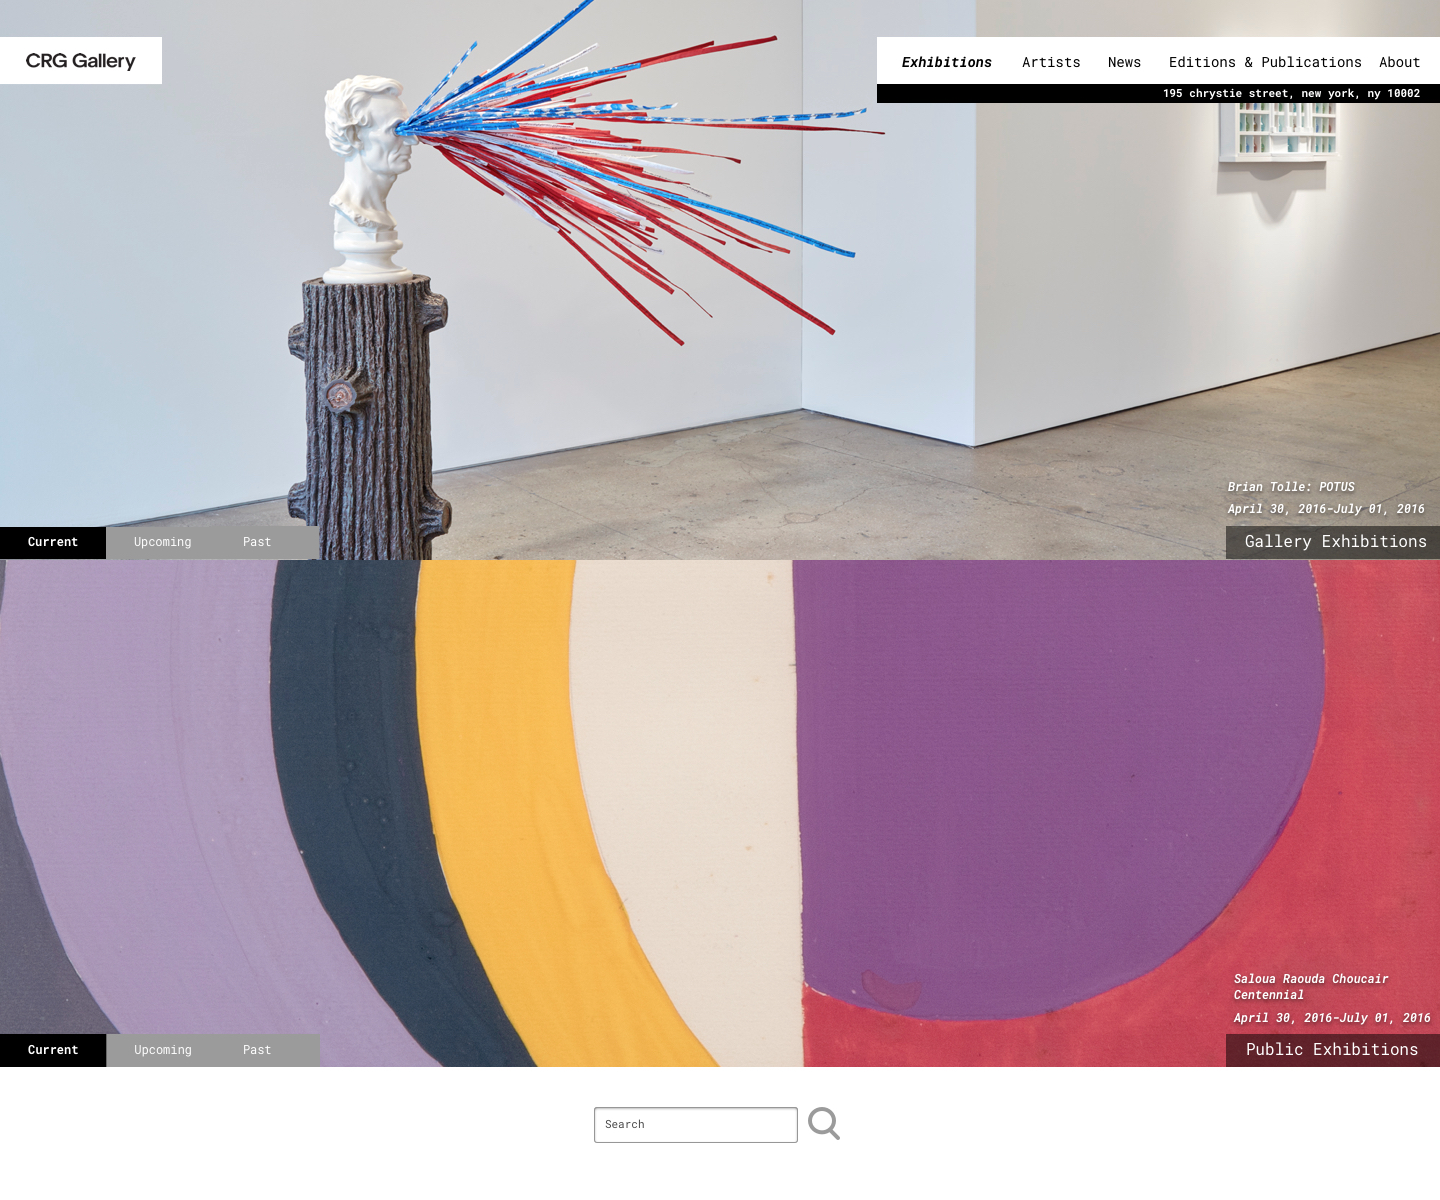 CRG Gallery
Exhibitions Artists News Editions & Publications About
195 chrystie street, new york, ny 10002
Brian Tolle: POTUS
April 30, 2016-July 01, 2016
Current Upcoming Past
Gallery Exhibitions
Saloua Raouda Choucair
Centennial
April 30, 2016-July 01, 2016
Current Upcoming Past
Public Exhibitions
Search